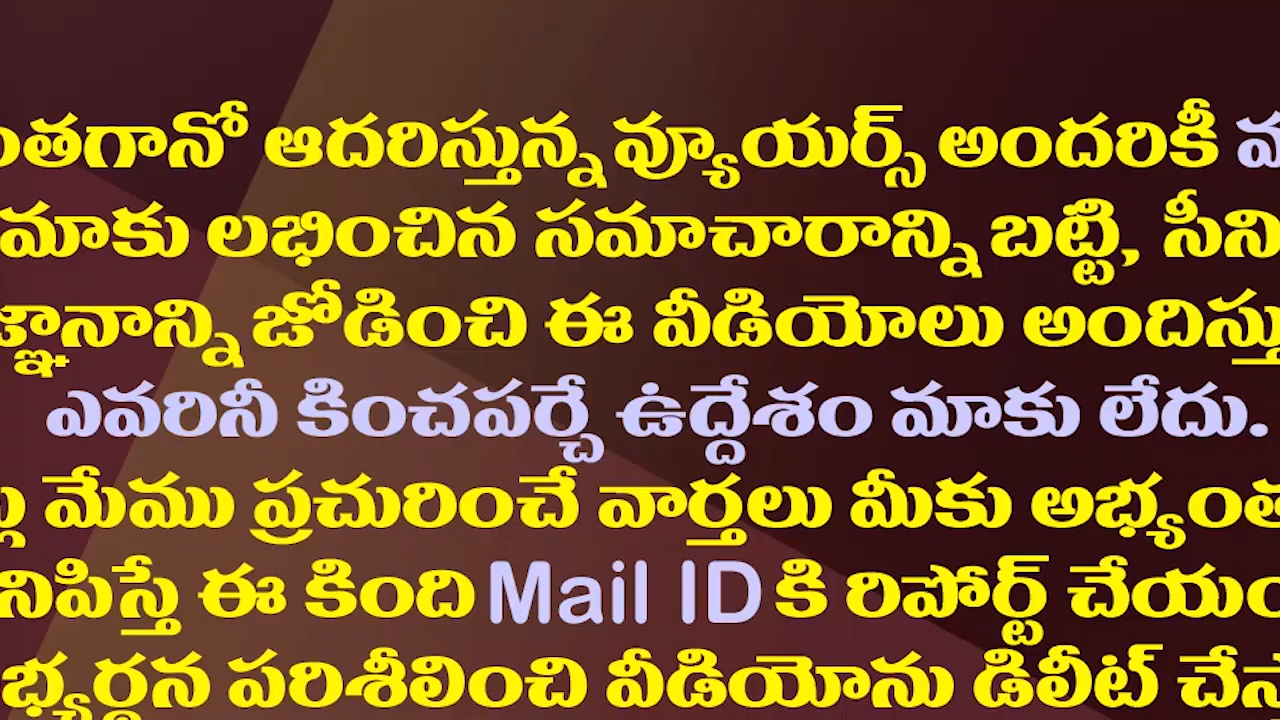 ఆదరిస్తున్న వ్యూయర్స్ అందరికీ
మాకు లభించిన సమాచారాన్ని బట్టి,
జోడించి ఈ వీడియోలు
ఎవరినీ కించపర్చే ఉద్దేశం మాకు లేదు.
మేము ప్రచురించే వార్తలు మీకు
ఈ కింది Mail ID కి రిపోర్ట్
పరిశీలించి వీడియోను డిలీట్